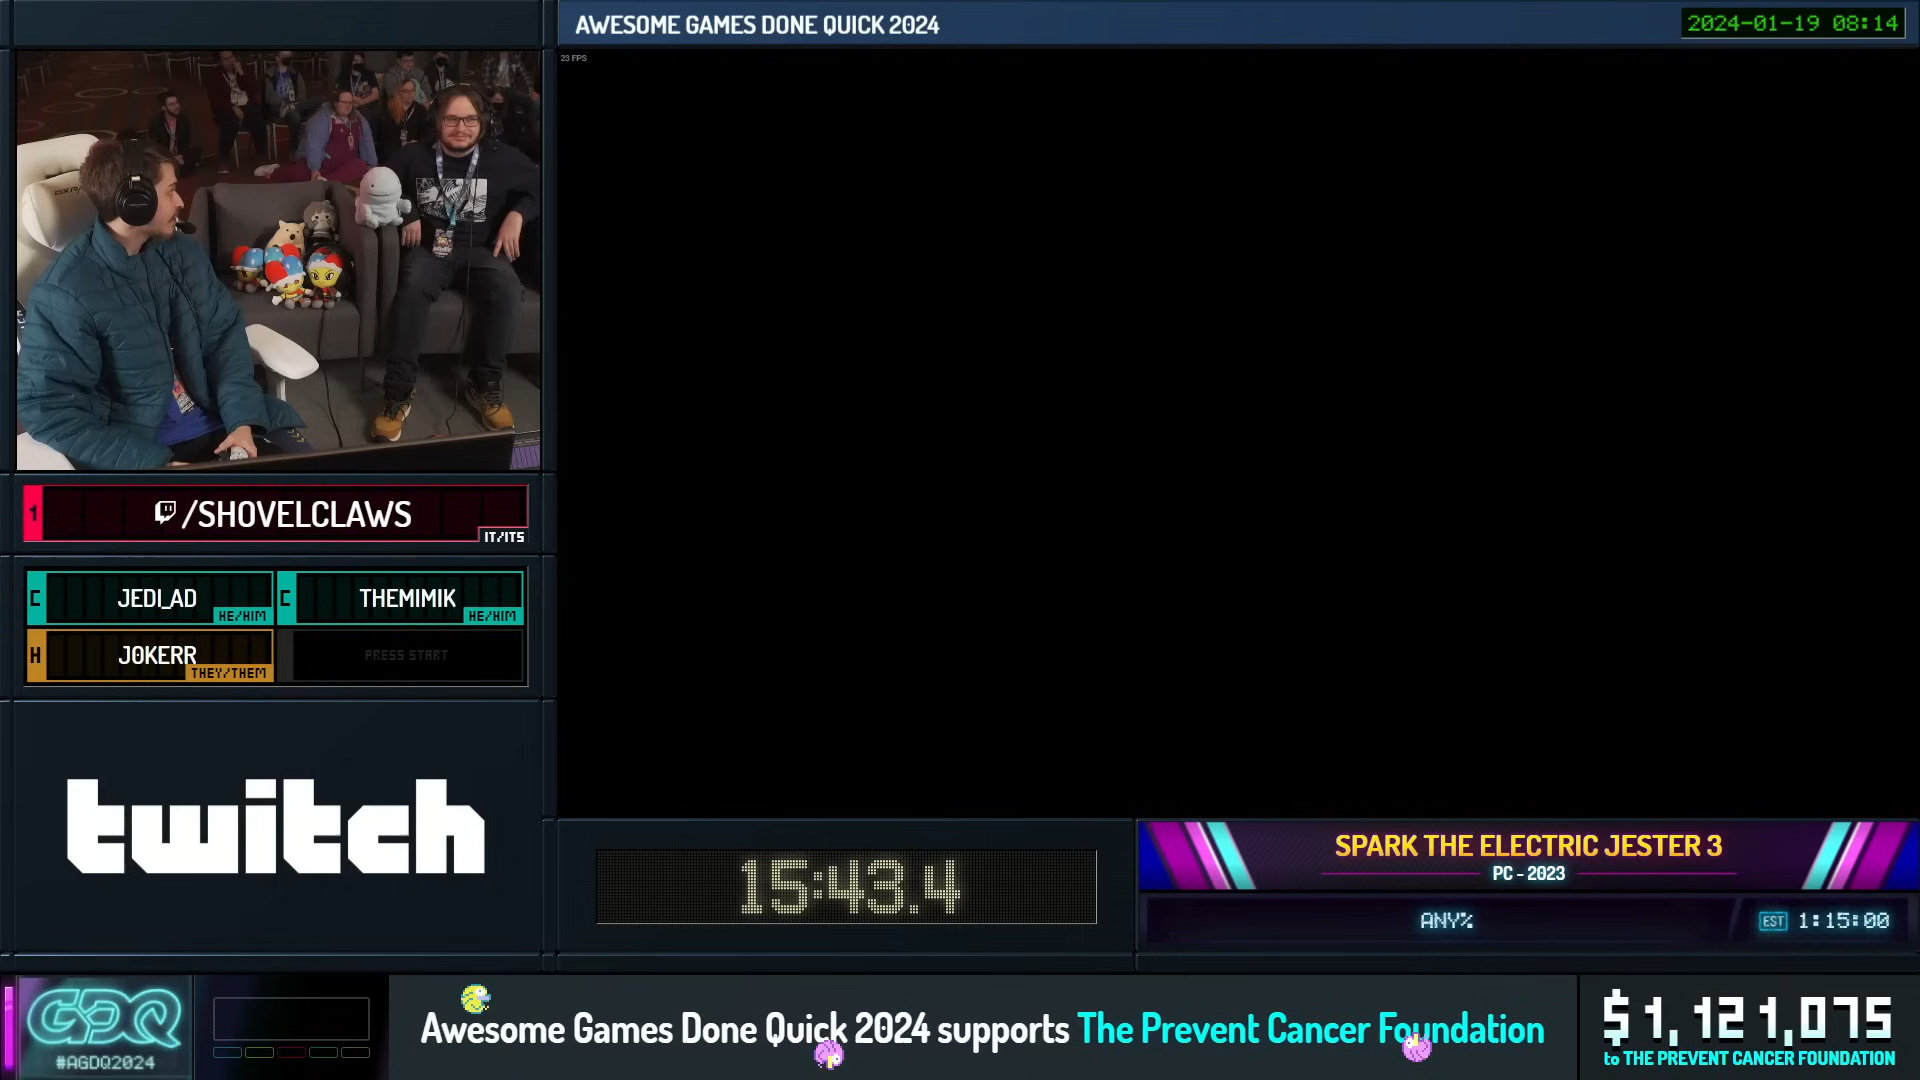 AWESOME GAMES DONE QUICK 2024
2024-01-19 08:14
23 FPS
1
/SHOVELCLAWS
IT/ITS
C JEDI_AD
HE/HIM
C THEMIMIK
HE/HIM
H J0KERR
THEY/THEM
PRESS START
twitch
15:43.4
SPARK THE ELECTRIC JESTER 3
PC - 2023
ANY%
EST 1:15:00
GDQ
#AGDQ2024
Awesome Games Done Quick 2024 supports The Prevent Cancer Foundation
$1,121,075
to THE PREVENT CANCER FOUNDATION